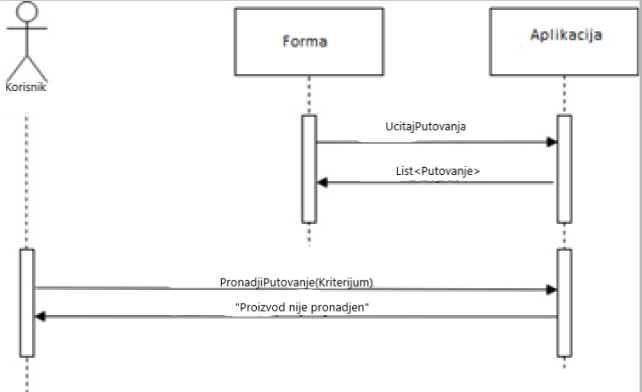 Forma
Aplikacija
Korisnik
UcitajPutovanja
List<Putovanje>
PronadjiPutovanje(Kriterijum)
"Proizvod nije pronadjen"